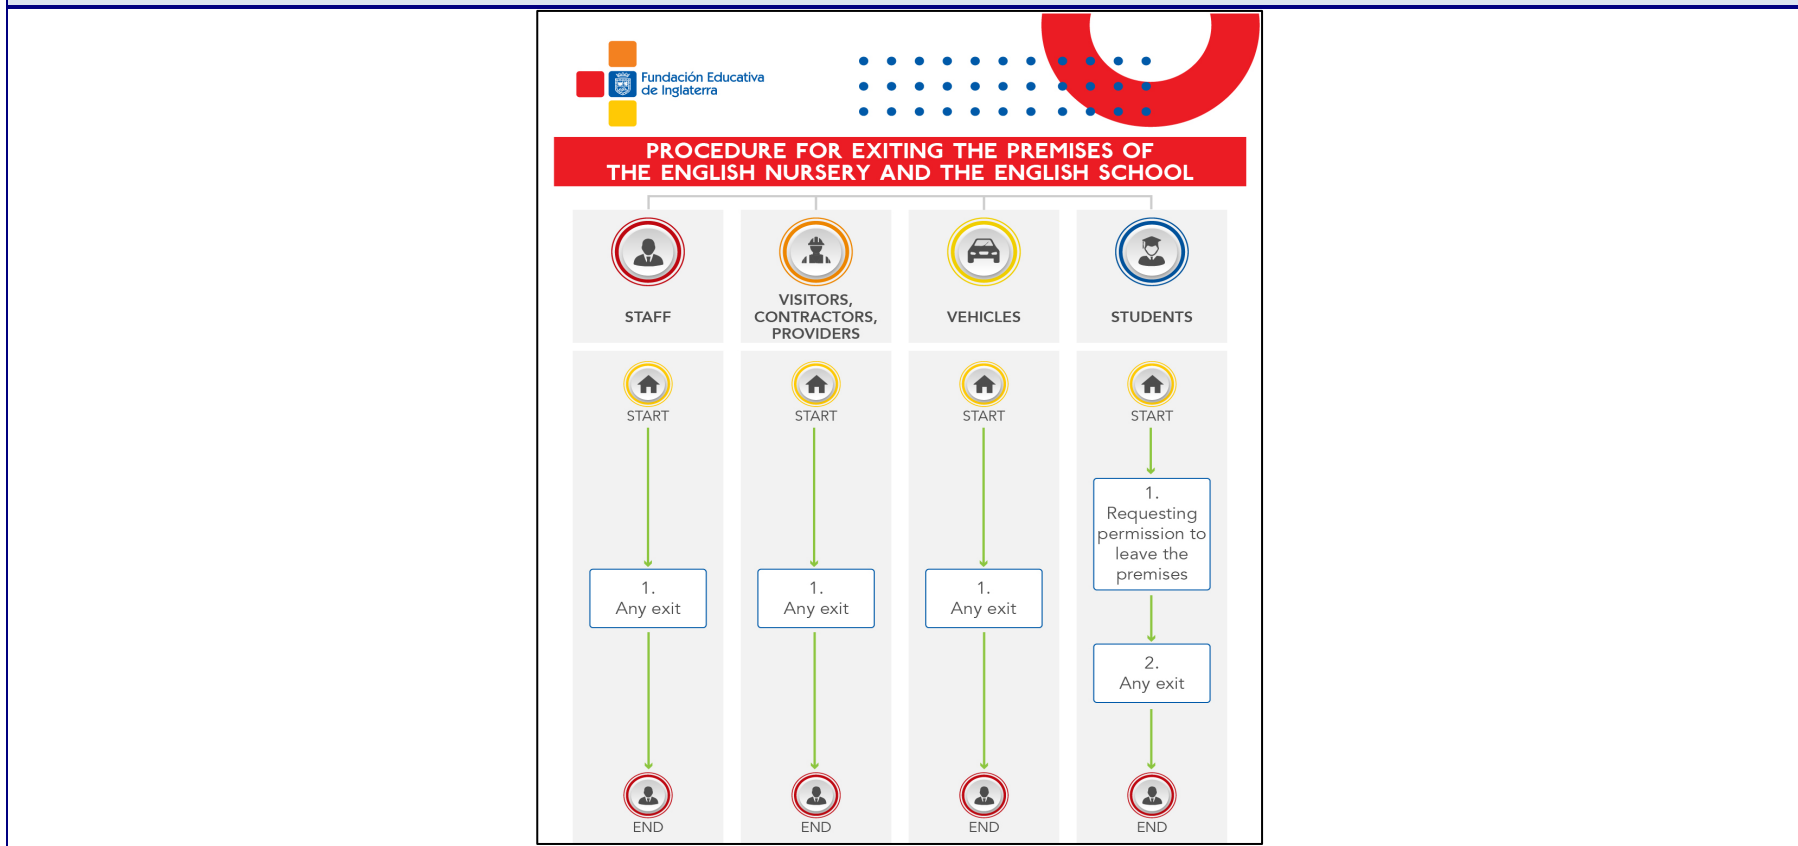 Fundación Educativa
de Inglaterra
PROCEDURE FOR EXITING THE PREMISES OF
THE ENGLISH NURSERY AND THE ENGLISH SCHOOL
STAFF
VISITORS,
CONTRACTORS,
PROVIDERS
VEHICLES
STUDENTS
START
1.
Any exit
END
START
1.
Any exit
END
START
1.
Any exit
END
START
1.
Requesting
permission to
leave the
premises
2.
Any exit
END